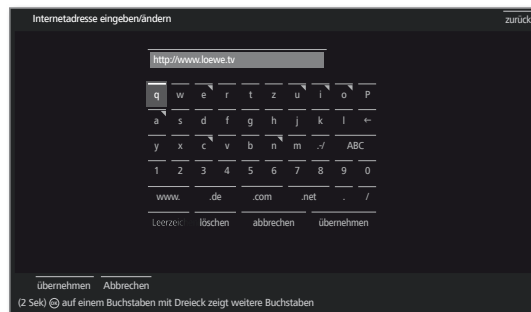 Internetadresse eingeben/ändern zurück
http://www.loewe.tv
q w e r t z u i o P
a s d f g h j k l ←
y x c v b n m .-/ ABC
1 2 3 4 5 6 7 8 9 0
www. .de .com .net . /
Leerzeichen löschen abbrechen übernehmen
übernehmen Abbrechen
(2 Sek) OK auf einem Buchstaben mit Dreieck zeigt weitere Buchstaben